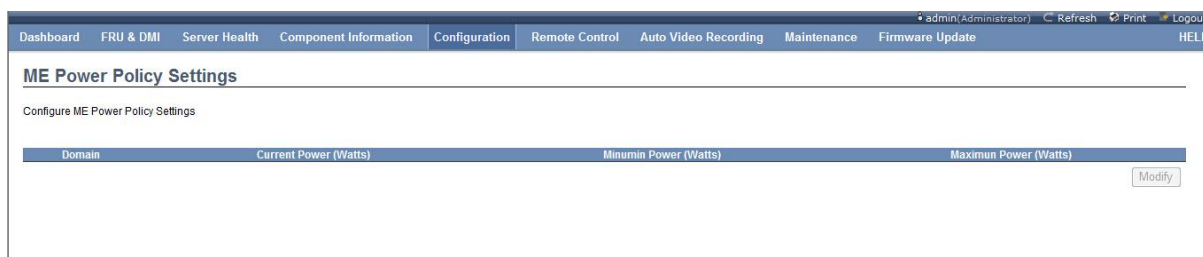 admin(Administrator) Refresh Print Logou
Dashboard FRU & DMI Server Health Component Information Configuration Remote Control Auto Video Recording Maintenance Firmware Update HEL
ME Power Policy Settings
Configure ME Power Policy Settings
Domain Current Power (Watts) Minumin Power (Watts) Maximun Power (Watts)
Modify